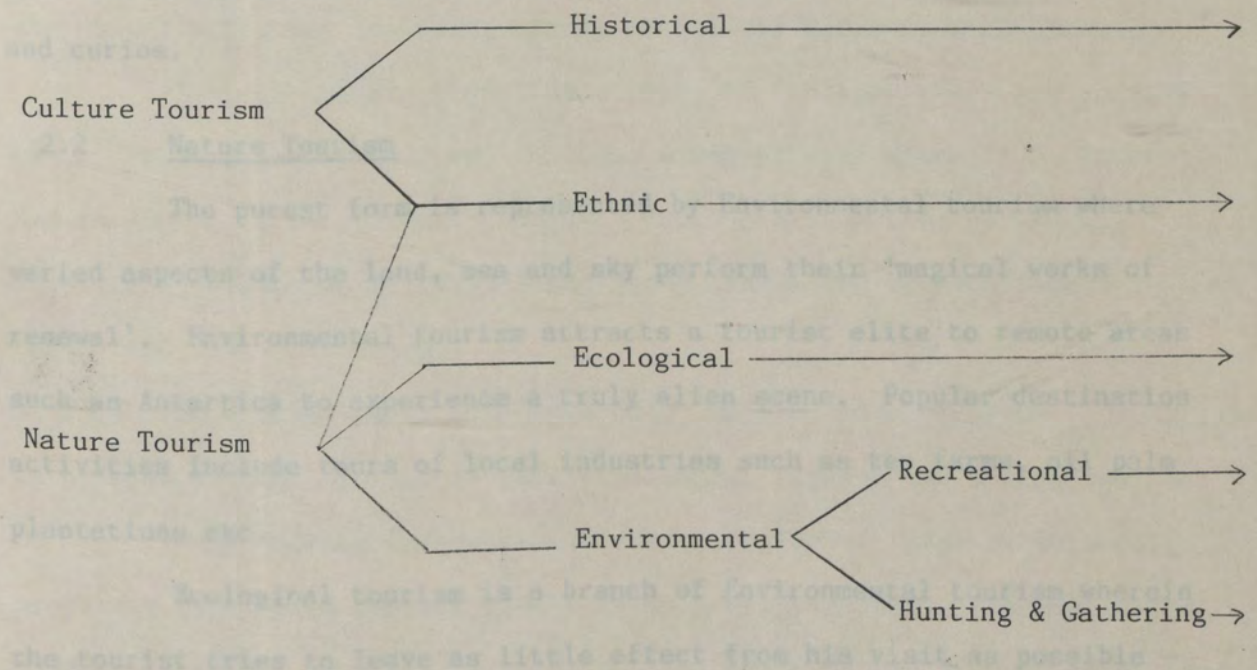 Historical
and curios.
Culture Tourism
2.2 Nature Tourism
Ethnic
The purest form is represented by Environmental tourism where
varied aspects of the land, sea and sky perform their 'magical works of
renewal'. Environmental tourism attracts a tourist elite to remote areas
Ecological
such as Antartica to experience a truly alien scene. Popular destination
Nature Tourism
activities include tours of local industries such as tea farms, oil palm
Recreational
plantations etc
Environmental
Ecological tourism is a branch of Environmental tourism wherein
Hunting & Gathering
the tourist tries to leave as little effect from his visit as possible